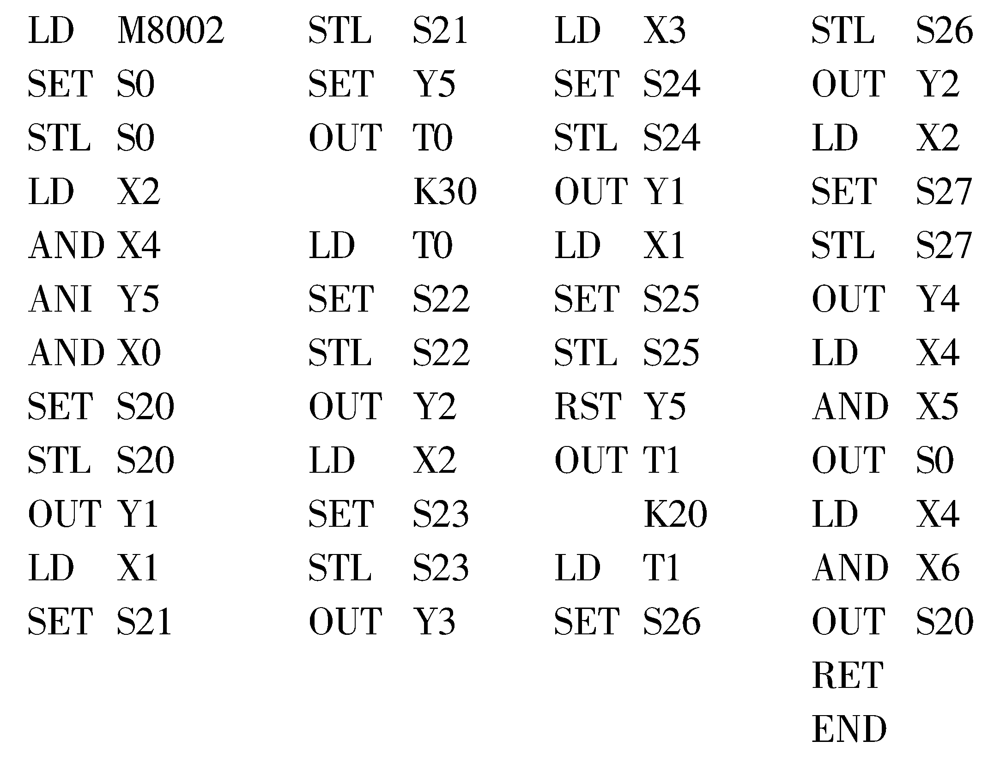 LD M8002
SET S0
STL S0
LD X2
AND X4
ANI Y5
AND X0
SET S20
STL S20
OUT Y1
LD X1
SET S21
STL S21
SET Y5
OUT T0
K30
LD T0
SET S22
STL S22
OUT Y2
LD X2
SET S23
STL S23
OUT Y3
LD X3
SET S24
STL S24
OUT Y1
LD X1
SET S25
STL S25
RST Y5
OUT T1
K20
LD T1
SET S26
STL S26
OUT Y2
LD X2
SET S27
STL S27
OUT Y4
LD X4
AND X5
OUT S0
LD X4
AND X6
OUT S20
RET
END